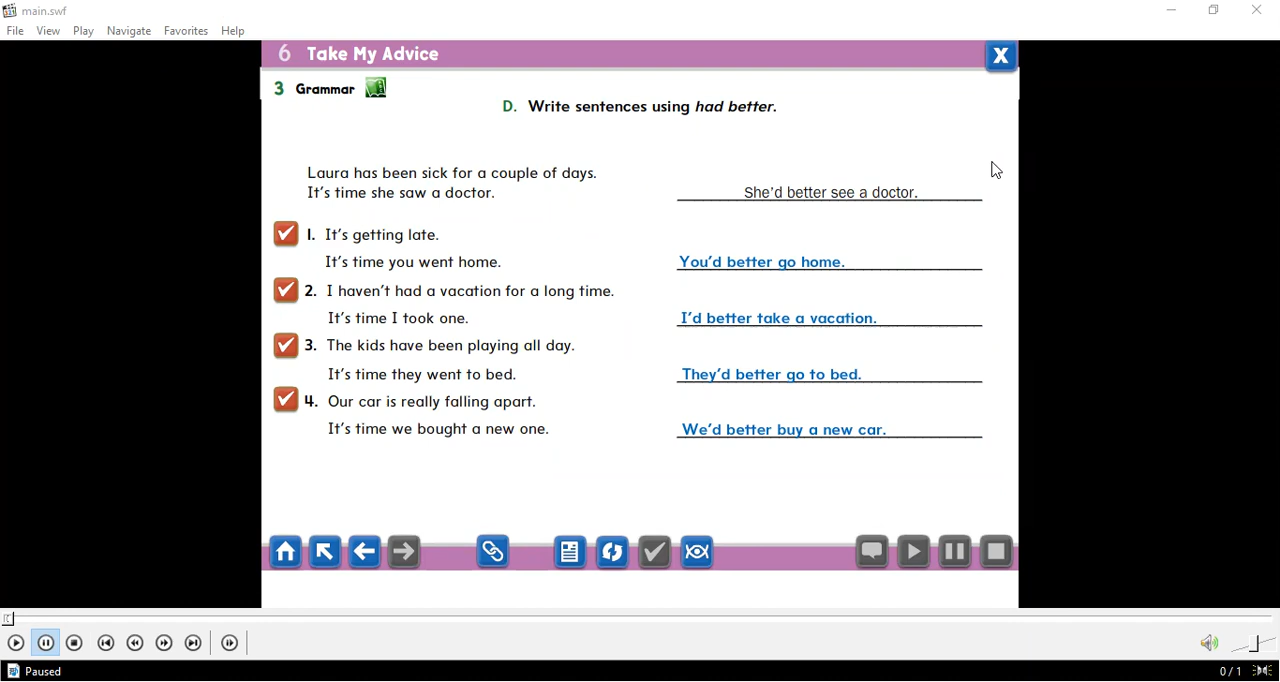 main.swf
File View Play Navigate Favorites Help
6 Take My Advice
X
3 Grammar
D. Write sentences using had better.
Laura has been sick for a couple of days.
It's time she saw a doctor.
She'd better see a doctor.
1. It's getting late.
It's time you went home.
You'd better go home.
2. I haven't had a vacation for a long time.
It's time I took one.
I'd better take a vacation.
3. The kids have been playing all day.
It's time they went to bed.
They'd better go to bed.
4. Our car is really falling apart.
It's time we bought a new one.
We'd better buy a new car.
Paused
0 / 1